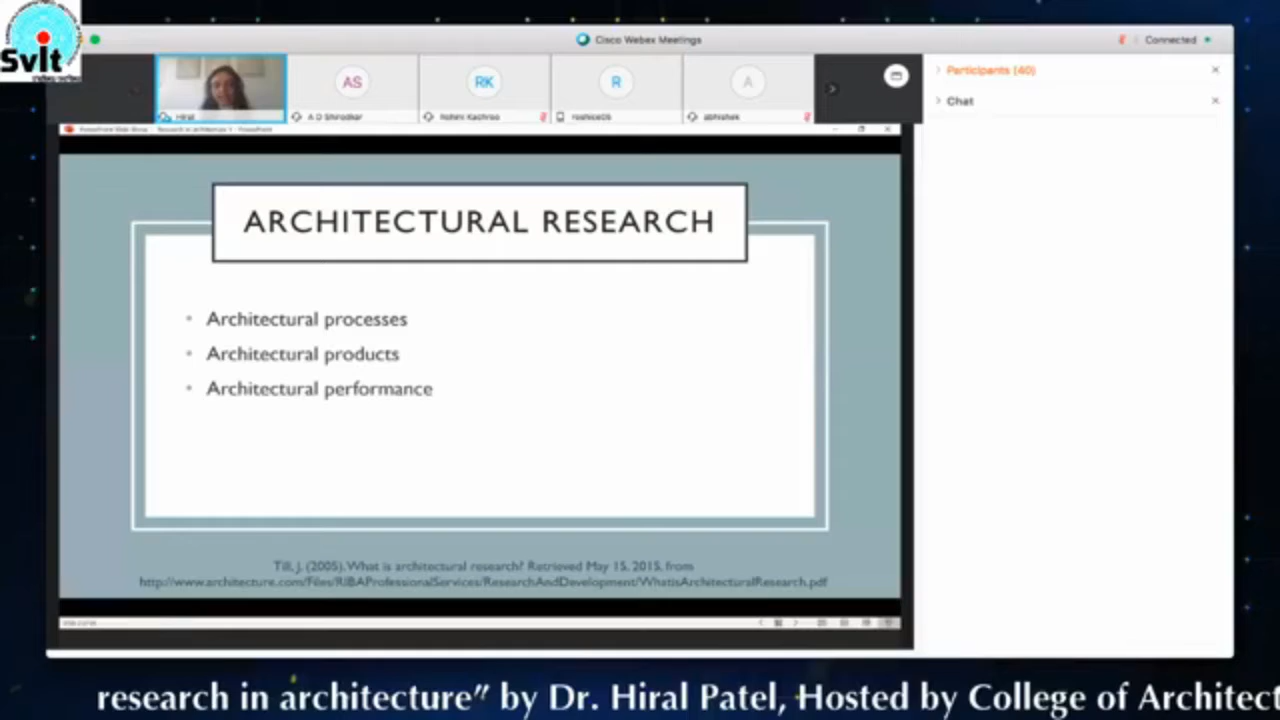 Svlt
Cisco Webex Meetings
Connected
AS
RK
R
A
Hiral
A D Shirodkar
Rohini Kachroo
abhishek
Participants (40)
Chat
ARCHITECTURAL RESEARCH
• Architectural processes
• Architectural products
• Architectural performance
Till, J. (2005). What is architectural research? Retrieved May 15, 2015, from
http://www.architecture.com/Files/RIBAProfessionalServices/ResearchAndDevelopment/WhatisArchitecturalResearch.pdf
research in architecture” by Dr. Hiral Patel, Hosted by College of Architect